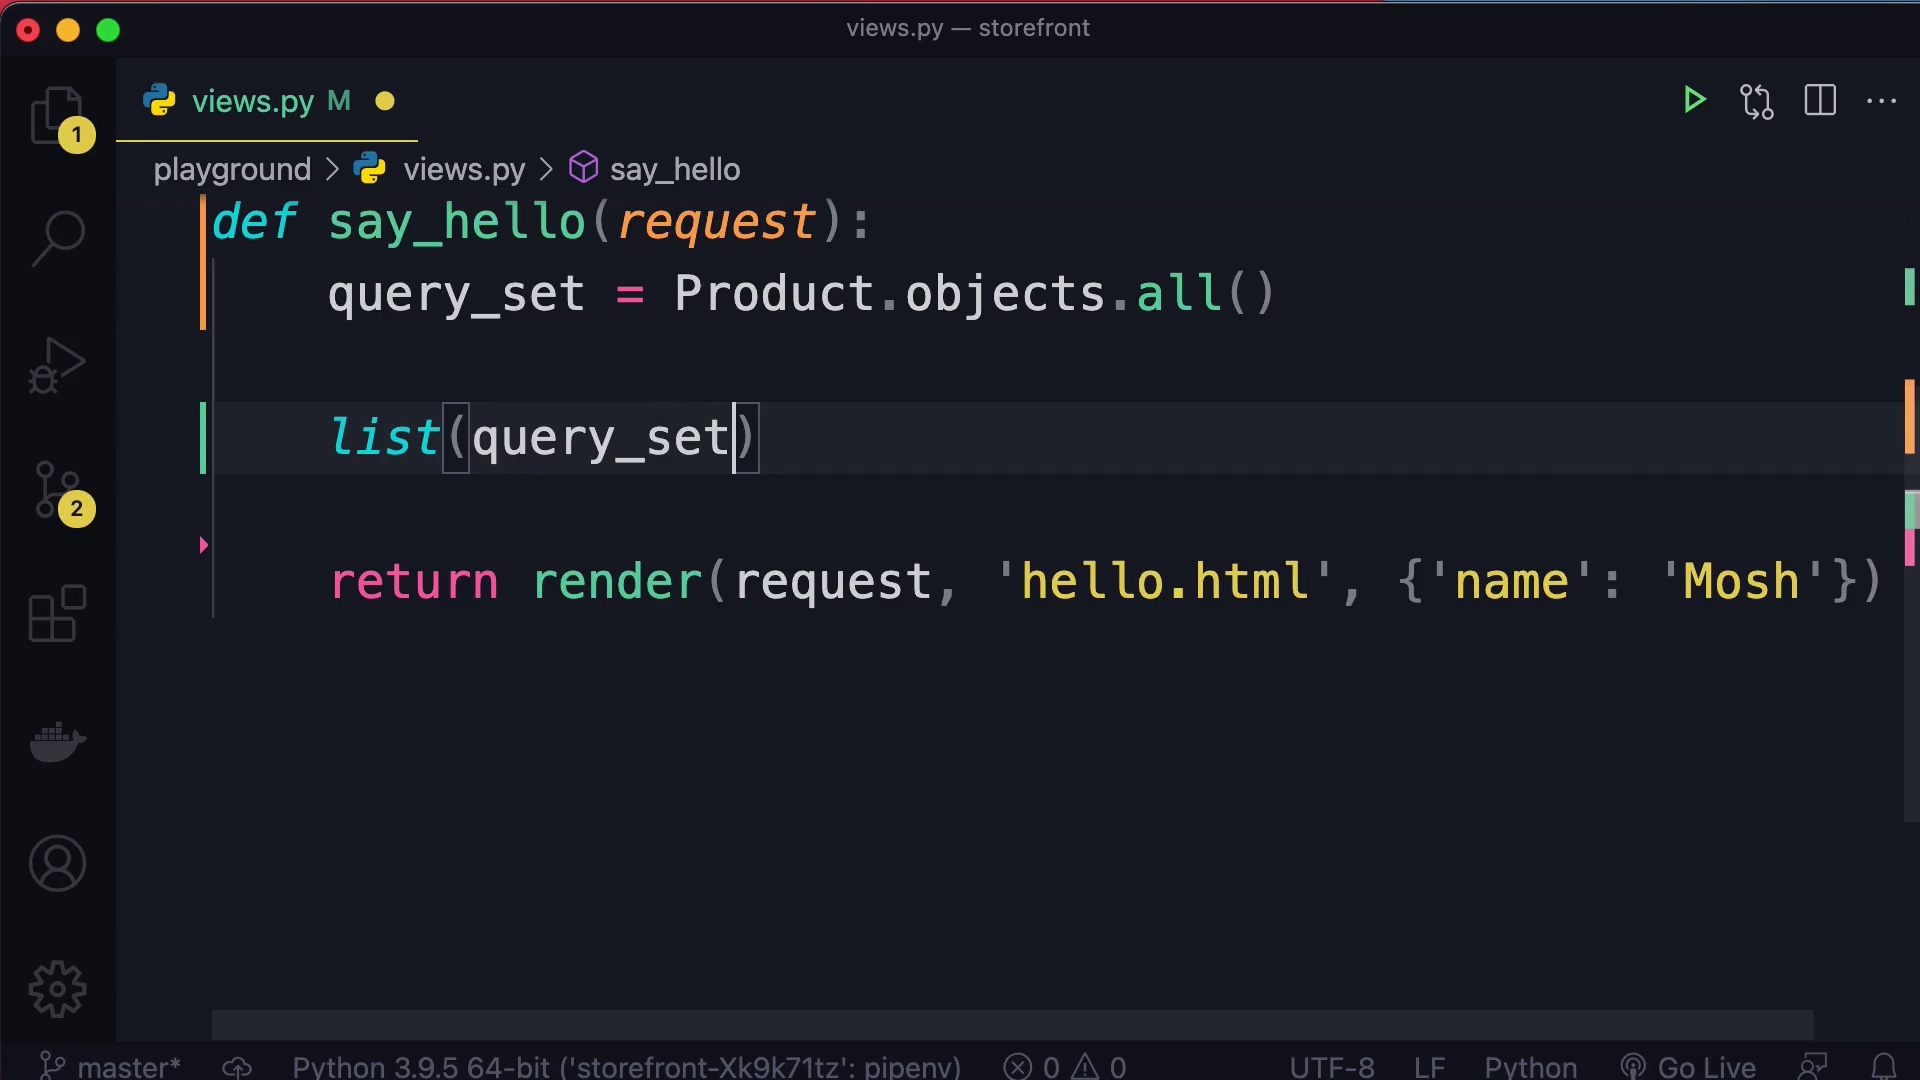 views.py — storefront
views.py M
1
playground > views.py > say_hello
def say_hello(request):
query_set = Product.objects.all()
list(query_set)
2
return render(request, 'hello.html', {'name': 'Mosh'})
master* Python 3.9.5 64-bit ('storefront-Xk9k71tz': pipenv) 0 0 UTF-8 LF Python Go Live